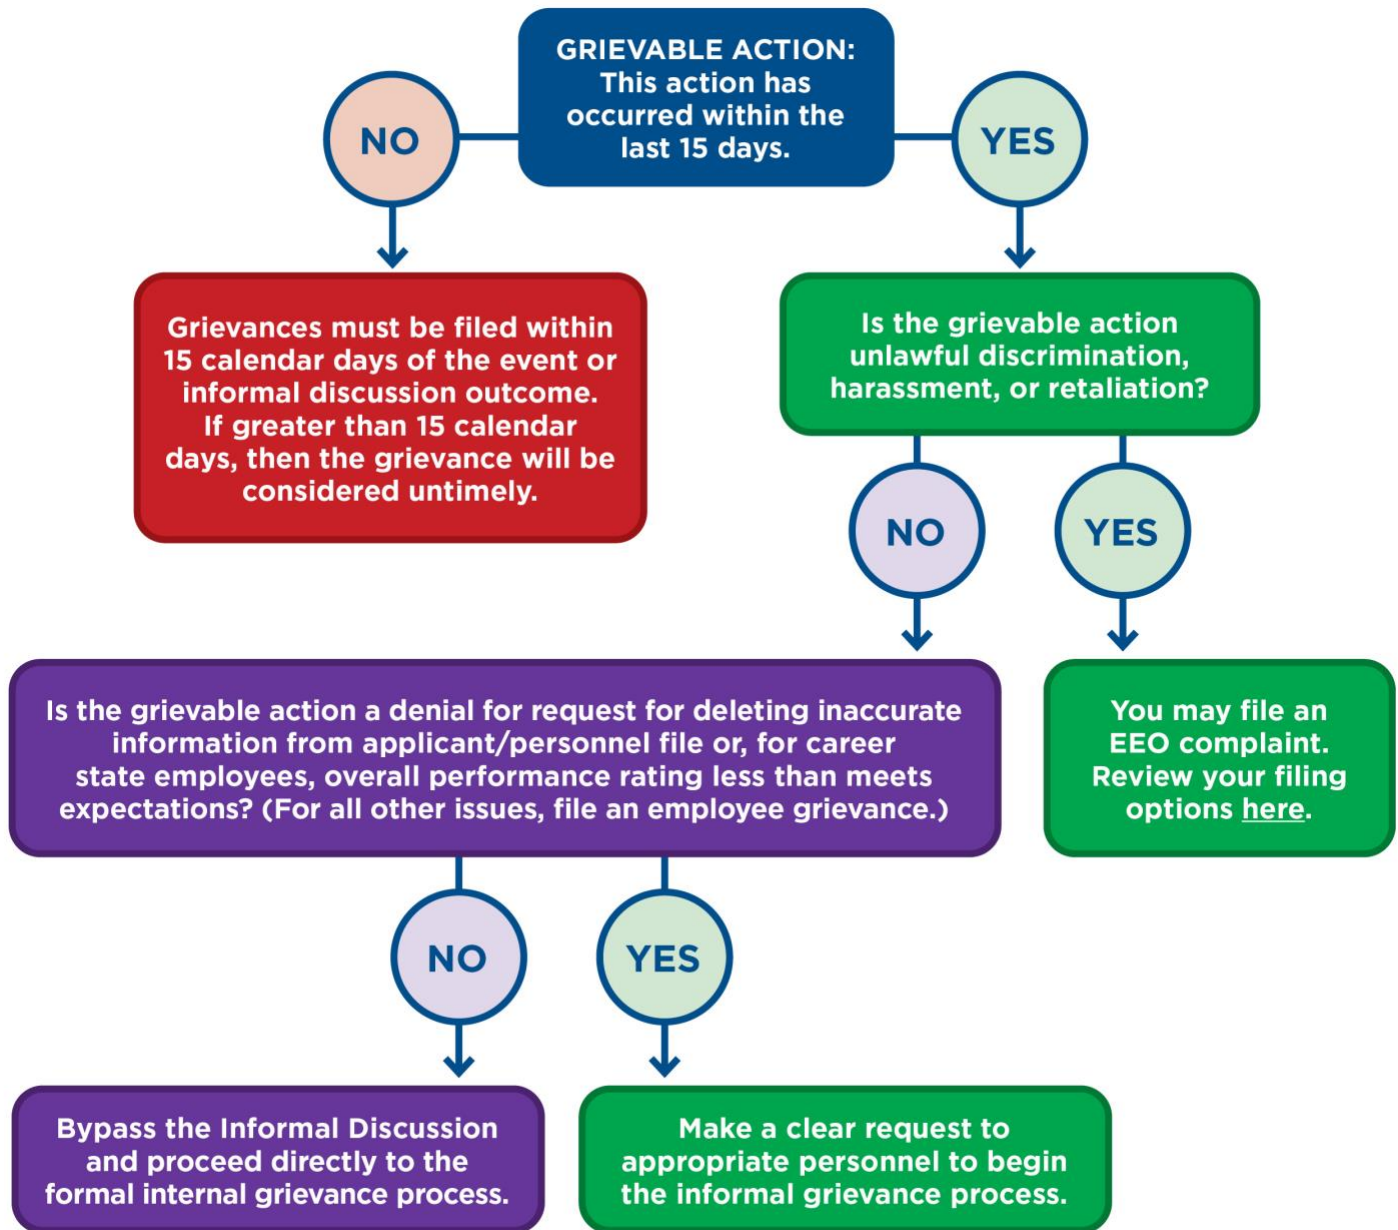 GRIEVABLE ACTION:
This action has
occurred within the
last 15 days.
NO
YES
Grievances must be filed within
15 calendar days of the event or
informal discussion outcome.
If greater than 15 calendar
days, then the grievance will be
considered untimely.
Is the grievable action
unlawful discrimination,
harassment, or retaliation?
NO
YES
Is the grievable action a denial for request for deleting inaccurate
information from applicant/personnel file or, for career
state employees, overall performance rating less than meets
expectations? (For all other issues, file an employee grievance.)
You may file an
EEO complaint.
Review your filing
options here.
NO
YES
Bypass the Informal Discussion
and proceed directly to the
formal internal grievance process.
Make a clear request to
appropriate personnel to begin
the informal grievance process.